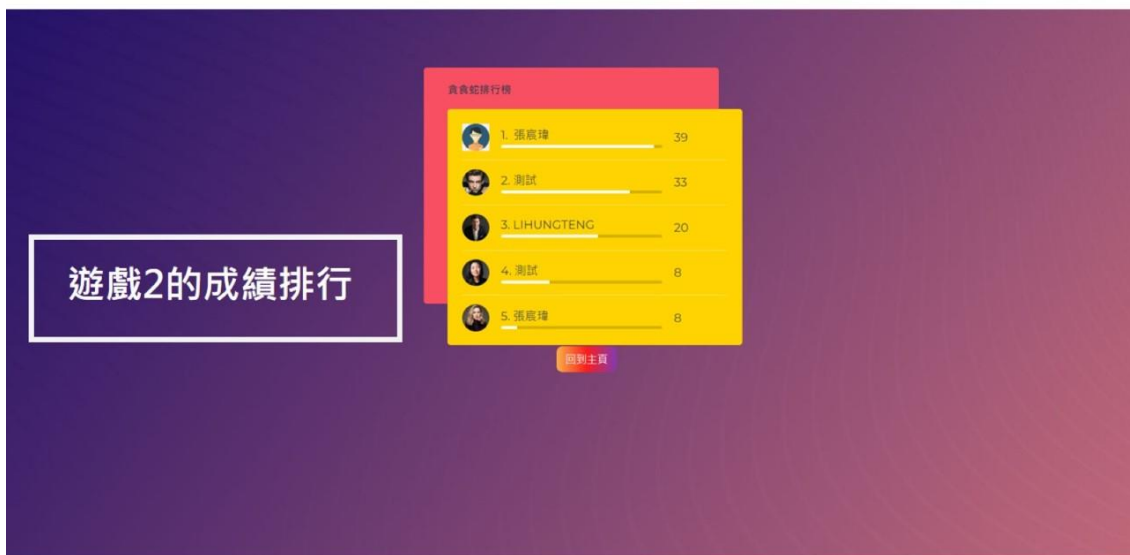 貪食蛇排行榜
1. 張宸瑋 39
2. 測試 33
3. LIHUNGTENG 20
4. 測試 8
5. 張宸瑋 8
遊戲2的成績排行
回到主頁